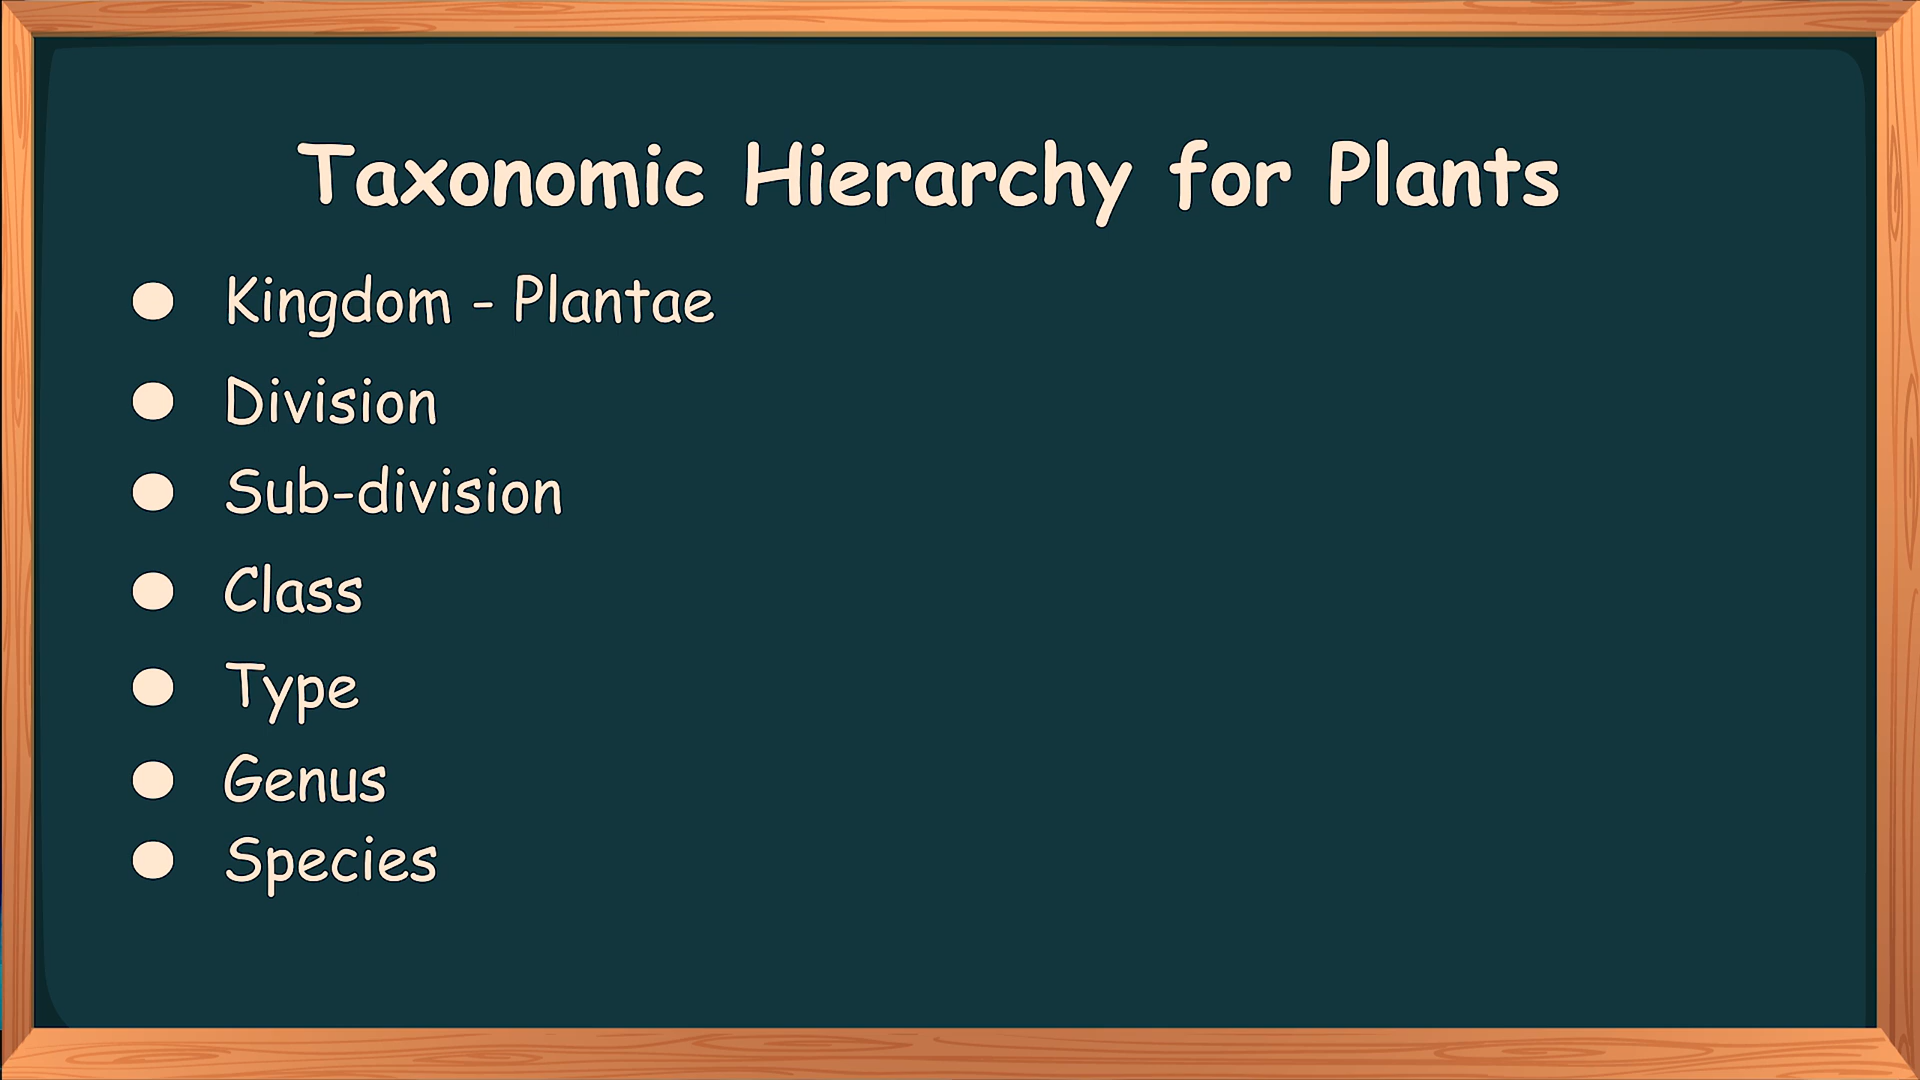 Taxonomic Hierarchy for Plants
● Kingdom - Plantae
● Division
● Sub-division
● Class
● Type
● Genus
● Species